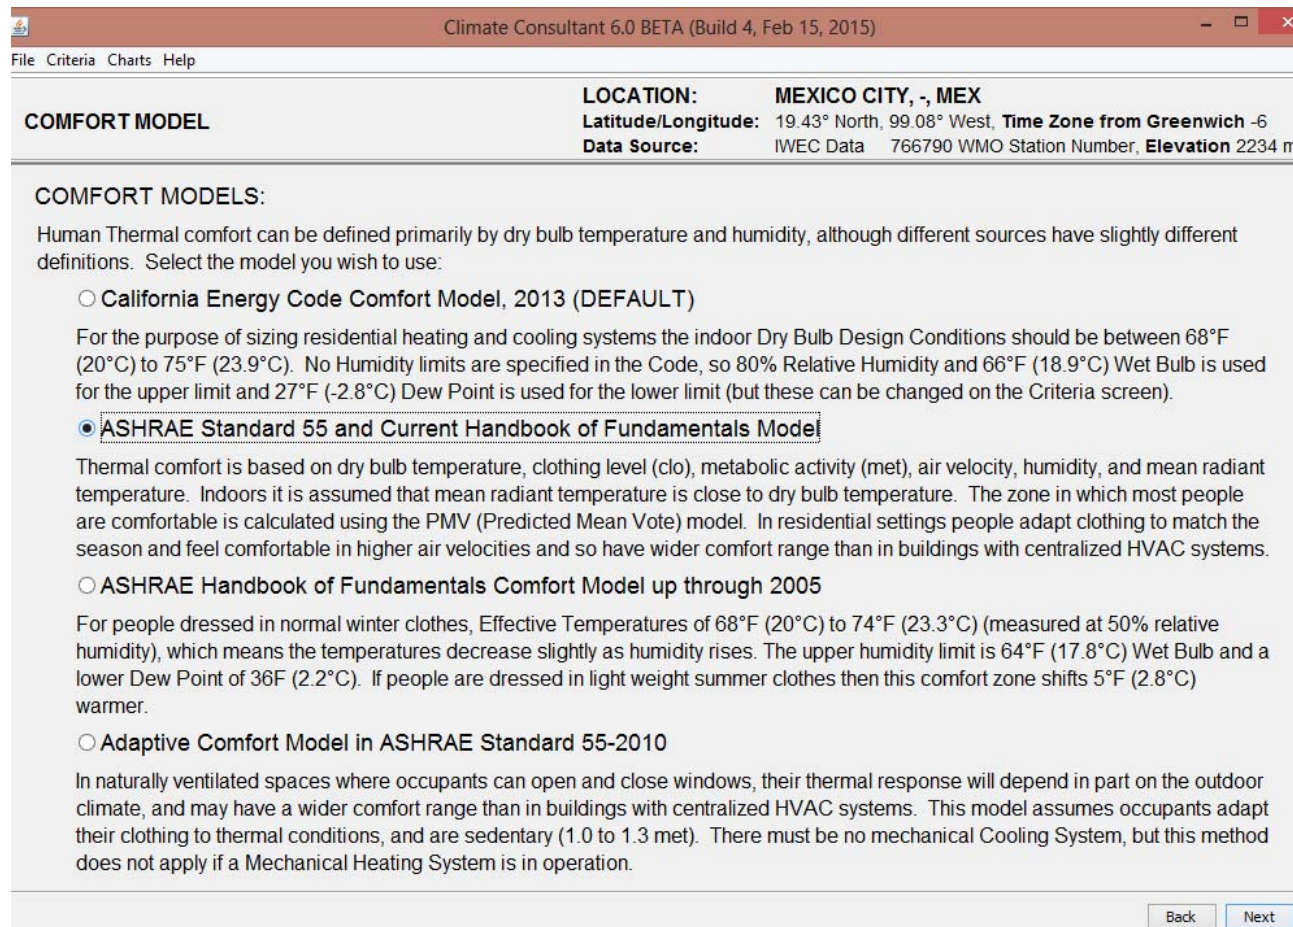 Climate Consultant 6.0 BETA (Build 4, Feb 15, 2015)
File Criteria Charts Help
COMFORT MODEL
LOCATION: MEXICO CITY, -, MEX
Latitude/Longitude: 19.43° North, 99.08° West, Time Zone from Greenwich -6
Data Source: IWEC Data 766790 WMO Station Number, Elevation 2234 m
COMFORT MODELS:
Human Thermal comfort can be defined primarily by dry bulb temperature and humidity, although different sources have slightly different
definitions. Select the model you wish to use:
California Energy Code Comfort Model, 2013 (DEFAULT)
For the purpose of sizing residential heating and cooling systems the indoor Dry Bulb Design Conditions should be between 68°F
(20°C) to 75°F (23.9°C). No Humidity limits are specified in the Code, so 80% Relative Humidity and 66°F (18.9°C) Wet Bulb is used
for the upper limit and 27°F (-2.8°C) Dew Point is used for the lower limit (but these can be changed on the Criteria screen).
ASHRAE Standard 55 and Current Handbook of Fundamentals Model
Thermal comfort is based on dry bulb temperature, clothing level (clo), metabolic activity (met), air velocity, humidity, and mean radiant
temperature. Indoors it is assumed that mean radiant temperature is close to dry bulb temperature. The zone in which most people
are comfortable is calculated using the PMV (Predicted Mean Vote) model. In residential settings people adapt clothing to match the
season and feel comfortable in higher air velocities and so have wider comfort range than in buildings with centralized HVAC systems.
ASHRAE Handbook of Fundamentals Comfort Model up through 2005
For people dressed in normal winter clothes, Effective Temperatures of 68°F (20°C) to 74°F (23.3°C) (measured at 50% relative
humidity), which means the temperatures decrease slightly as humidity rises. The upper humidity limit is 64°F (17.8°C) Wet Bulb and a
lower Dew Point of 36F (2.2°C). If people are dressed in light weight summer clothes then this comfort zone shifts 5°F (2.8°C)
warmer.
Adaptive Comfort Model in ASHRAE Standard 55-2010
In naturally ventilated spaces where occupants can open and close windows, their thermal response will depend in part on the outdoor
climate, and may have a wider comfort range than in buildings with centralized HVAC systems. This model assumes occupants adapt
their clothing to thermal conditions, and are sedentary (1.0 to 1.3 met). There must be no mechanical Cooling System, but this method
does not apply if a Mechanical Heating System is in operation.
Back Next